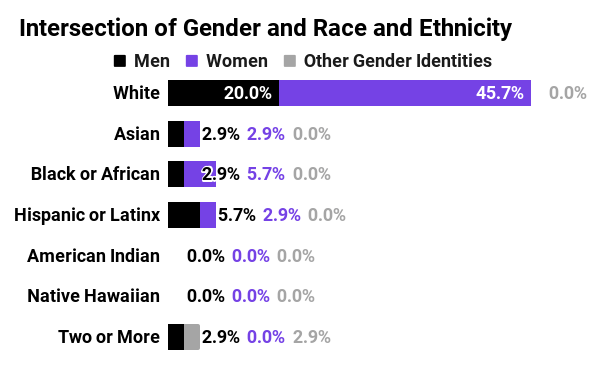 Intersection of Gender and Race and Ethnicity
Men Women Other Gender Identities
White 20.0% 45.7% 0.0%
Asian 2.9% 2.9% 0.0%
Black or African 2.9% 5.7% 0.0%
Hispanic or Latinx 5.7% 2.9% 0.0%
American Indian 0.0% 0.0% 0.0%
Native Hawaiian 0.0% 0.0% 0.0%
Two or More 2.9% 0.0% 2.9%